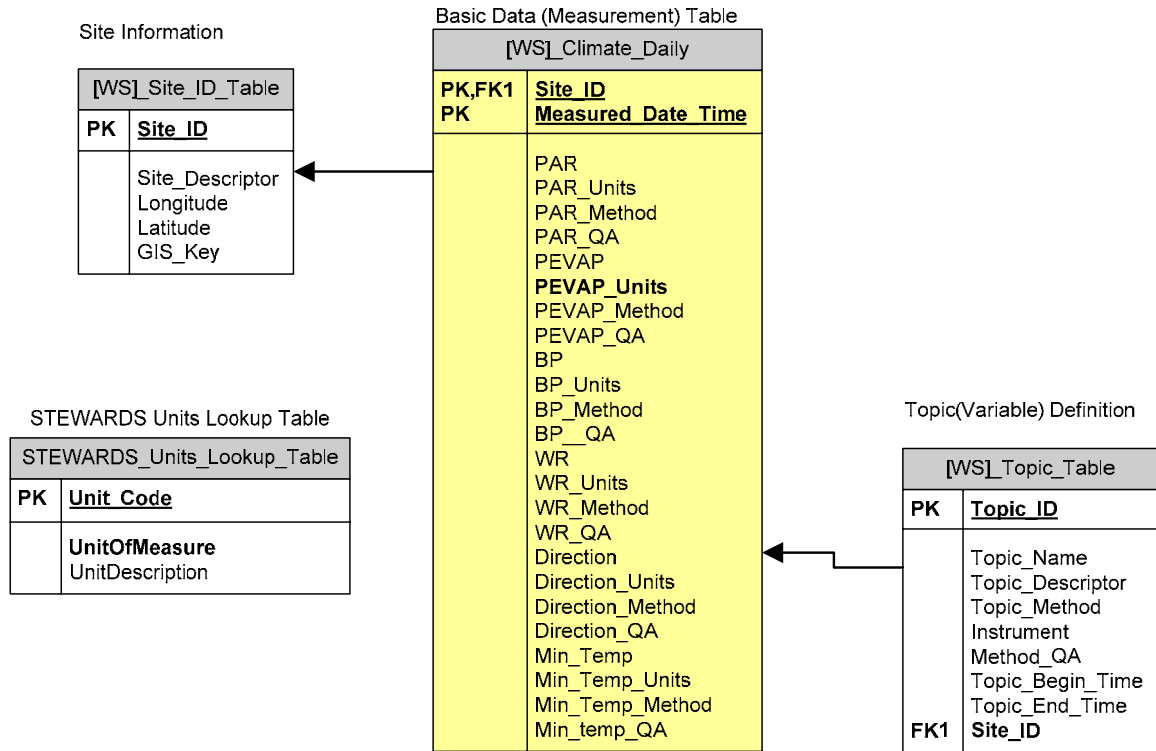 Site Information
[WS]_Site_ID_Table
PK Site_ID
Site_Descriptor
Longitude
Latitude
GIS_Key
STEWARDS Units Lookup Table
STEWARDS_Units_Lookup_Table
PK Unit_Code
UnitOfMeasure
UnitDescription
Basic Data (Measurement) Table
[WS]_Climate_Daily
PK,FK1 Site_ID
PK Measured_Date_Time
PAR
PAR_Units
PAR_Method
PAR_QA
PEVAP
PEVAP_Units
PEVAP_Method
PEVAP_QA
BP
BP_Units
BP_Method
BP__QA
WR
WR_Units
WR_Method
WR_QA
Direction
Direction_Units
Direction_Method
Direction_QA
Min_Temp
Min_Temp_Units
Min_Temp_Method
Min_temp_QA
Topic(Variable) Definition
[WS]_Topic_Table
PK Topic_ID
Topic_Name
Topic_Descriptor
Topic_Method
Instrument
Method_QA
Topic_Begin_Time
Topic_End_Time
FK1 Site_ID